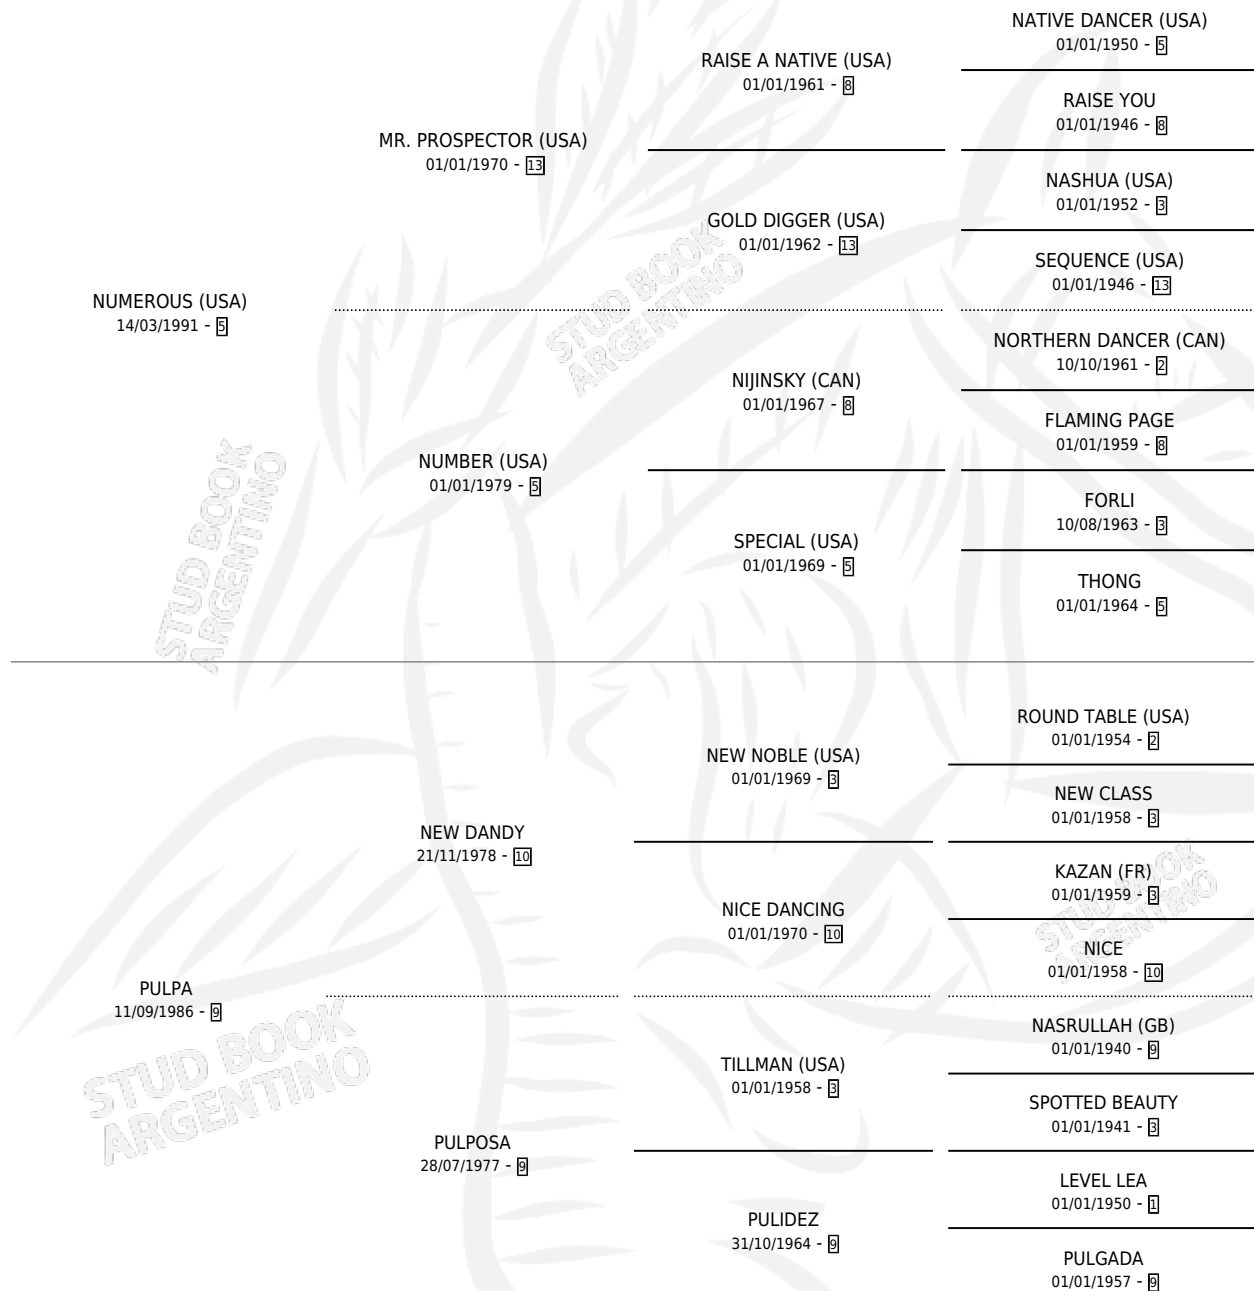 NUMEROUS (USA)
14/03/1991 - 5
MR. PROSPECTOR (USA)
01/01/1970 - 13
RAISE A NATIVE (USA)
01/01/1961 - 8
NATIVE DANCER (USA)
01/01/1950 - 5
RAISE YOU
01/01/1946 - 8
GOLD DIGGER (USA)
01/01/1962 - 13
NASHUA (USA)
01/01/1952 - 3
SEQUENCE (USA)
01/01/1946 - 13
NUMBER (USA)
01/01/1979 - 5
NIJINSKY (CAN)
01/01/1967 - 8
NORTHERN DANCER (CAN)
10/10/1961 - 2
FLAMING PAGE
01/01/1959 - 8
SPECIAL (USA)
01/01/1969 - 5
FORLI
10/08/1963 - 3
THONG
01/01/1964 - 5
PULPA
11/09/1986 - 9
NEW DANDY
21/11/1978 - 10
NEW NOBLE (USA)
01/01/1969 - 3
ROUND TABLE (USA)
01/01/1954 - 2
NEW CLASS
01/01/1958 - 3
NICE DANCING
01/01/1970 - 10
KAZAN (FR)
01/01/1959 - 3
NICE
01/01/1958 - 10
PULPOSA
28/07/1977 - 9
TILLMAN (USA)
01/01/1958 - 3
NASRULLAH (GB)
01/01/1940 - 9
SPOTTED BEAUTY
01/01/1941 - 3
PULIDEZ
31/10/1964 - 9
LEVEL LEA
01/01/1950 - 1
PULGADA
01/01/1957 - 9
STUD BOOK
ARGENTINO
STUD BOOK
ARGENTINO
STUD BOOK
ARGENTINO
STUD BOOK
ARGENTINO